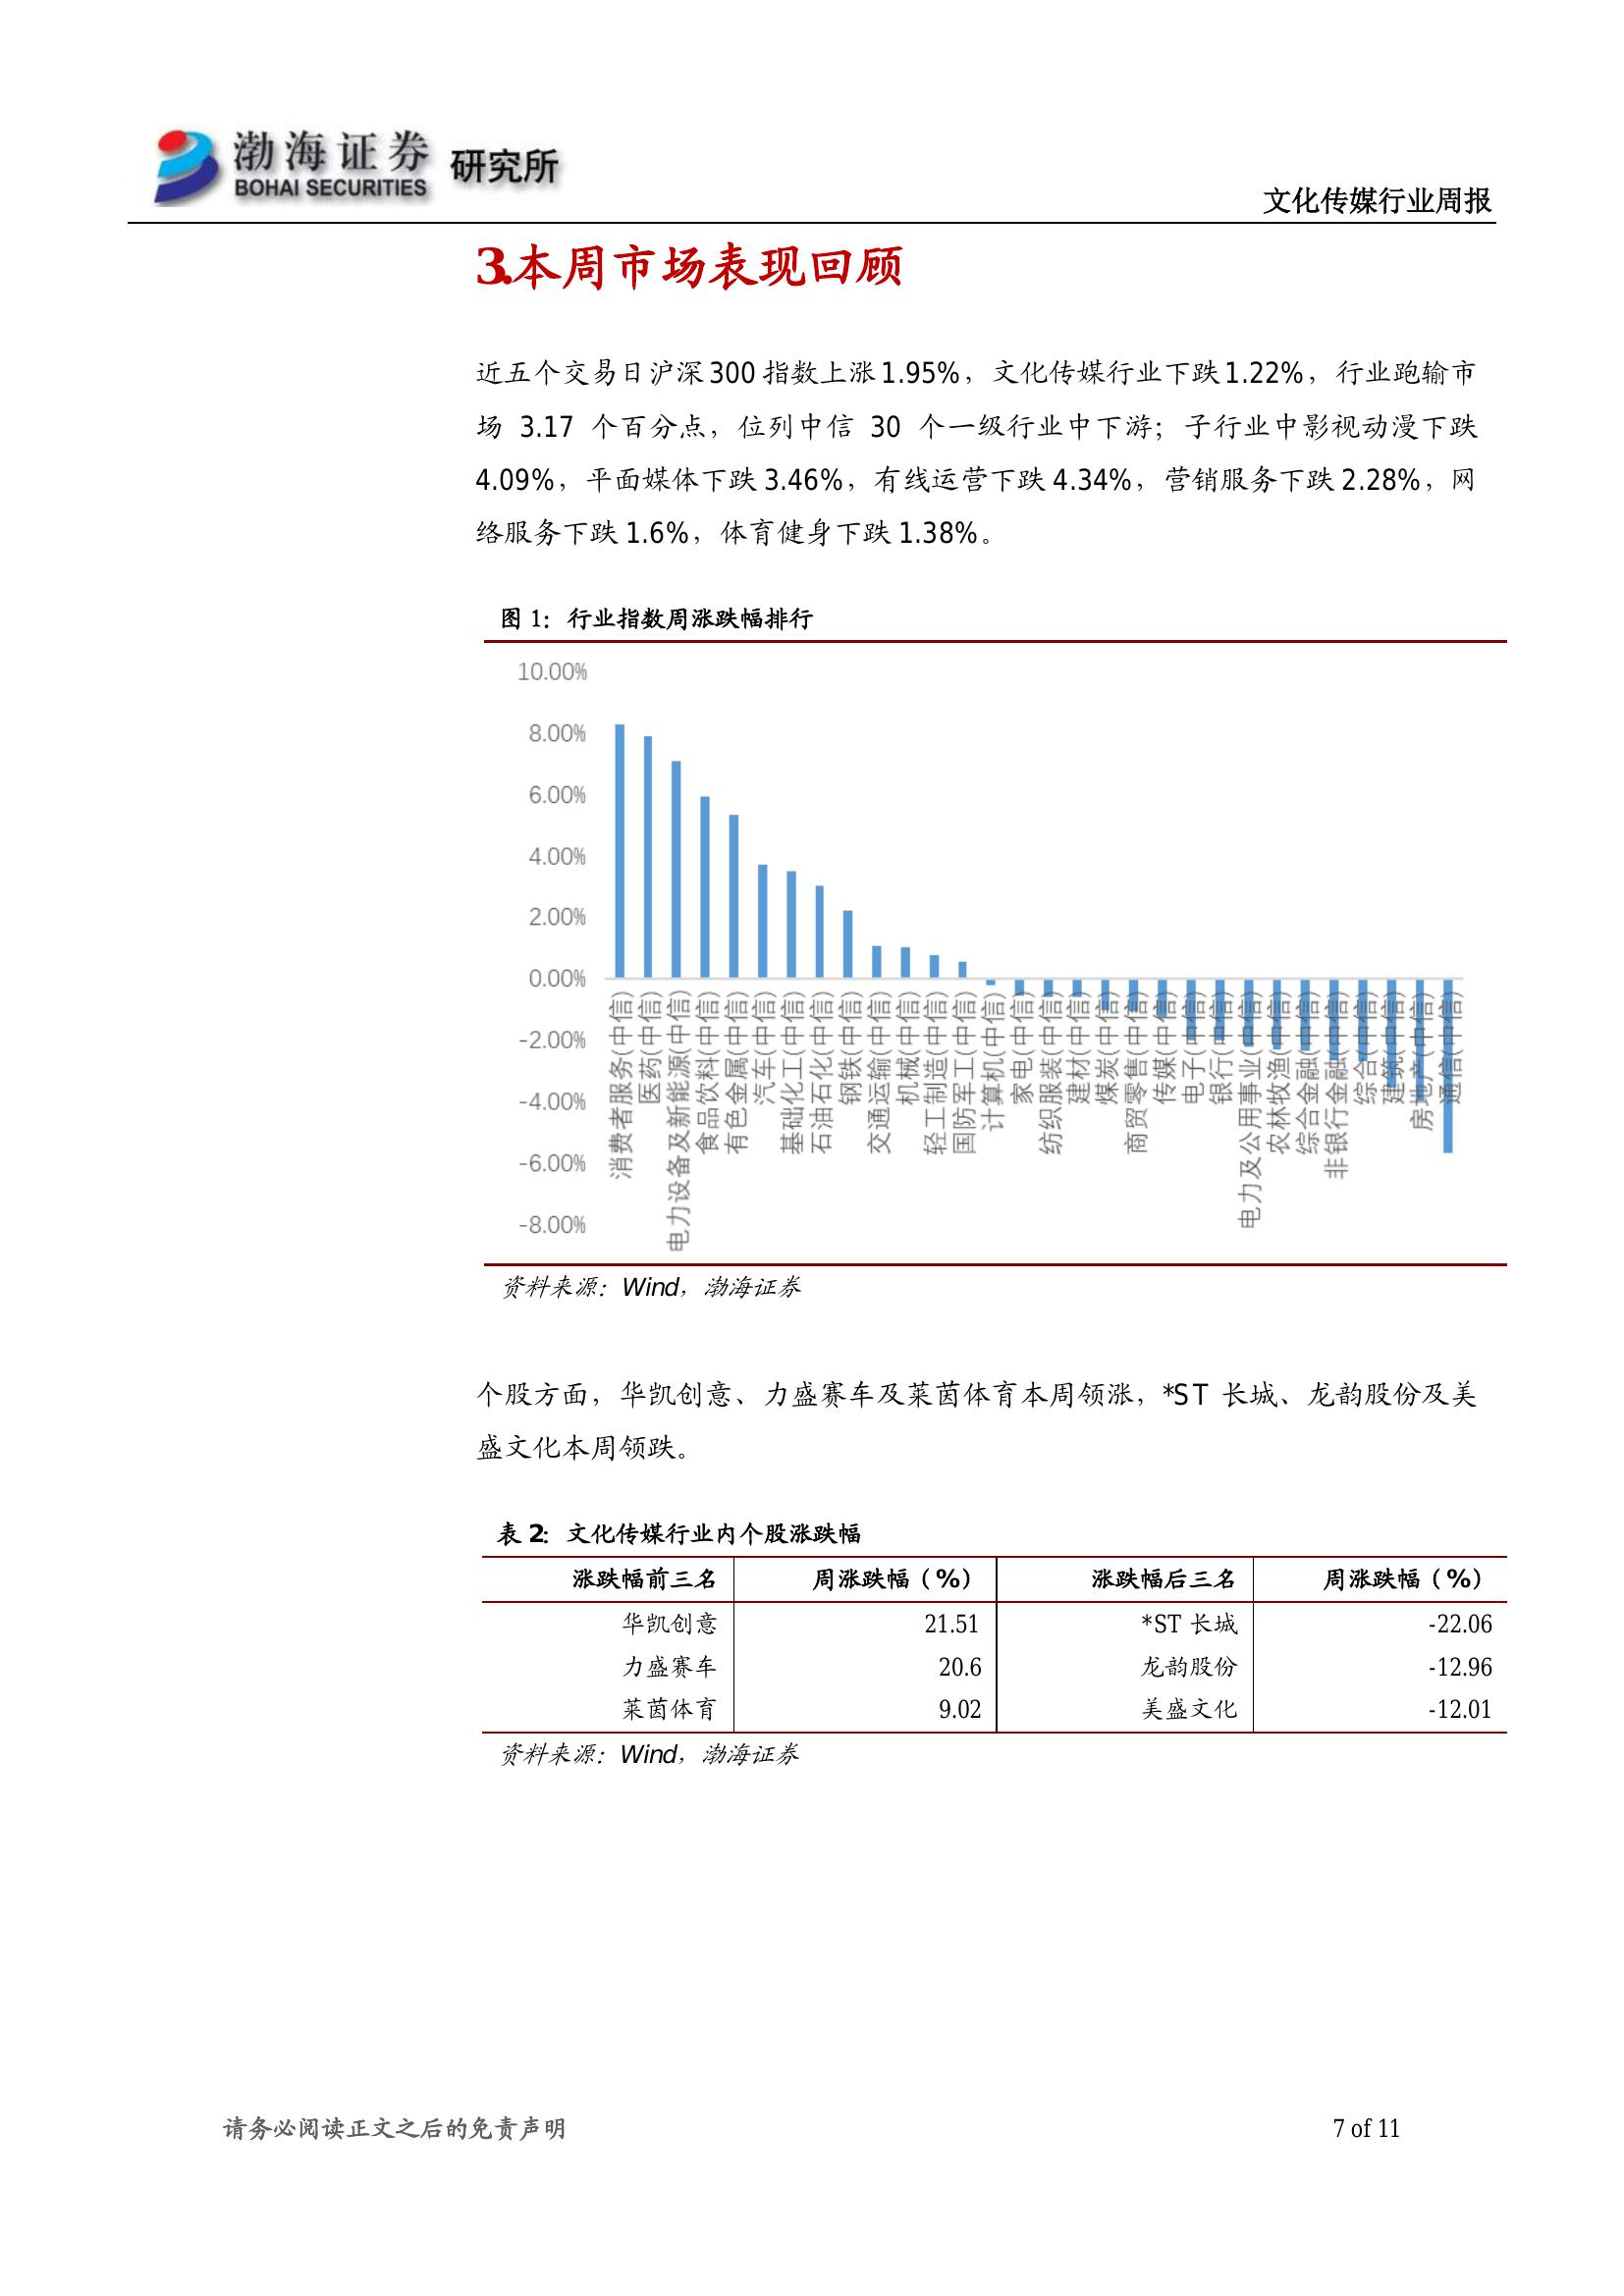 渤海证券 研究所
BOHAI SECURITIES
文化传媒行业周报
3.本周市场表现回顾
近五个交易日沪深 300 指数上涨 1.95%，文化传媒行业下跌 1.22%，行业跑输市
场 3.17 个百分点，位列中信 30 个一级行业中下游；子行业中影视动漫下跌
4.09%，平面媒体下跌 3.46%，有线运营下跌 4.34%，营销服务下跌 2.28%，网
络服务下跌 1.6%，体育健身下跌 1.38%。
图 1：行业指数周涨跌幅排行
10.00%
8.00%
6.00%
4.00%
2.00%
0.00%
-2.00%
-4.00%
-6.00%
-8.00%
消费者服务(中信)
医药(中信)
电力设备及新能源(中信)
食品饮料(中信)
有色金属(中信)
汽车(中信)
基础化工(中信)
石油石化(中信)
钢铁(中信)
交通运输(中信)
机械(中信)
轻工制造(中信)
国防军工(中信)
计算机(中信)
家电(中信)
纺织服装(中信)
建材(中信)
煤炭(中信)
商贸零售(中信)
传媒(中信)
电子(中信)
银行(中信)
电力及公用事业(中信)
农林牧渔(中信)
综合金融(中信)
非银行金融(中信)
综合(中信)
建筑(中信)
房地产(中信)
通信(中信)
资料来源：Wind，渤海证券
个股方面，华凯创意、力盛赛车及莱茵体育本周领涨，*ST 长城、龙韵股份及美
盛文化本周领跌。
表 2：文化传媒行业内个股涨跌幅
涨跌幅前三名 周涨跌幅（%） 涨跌幅后三名 周涨跌幅（%）
华凯创意 21.51 *ST 长城 -22.06
力盛赛车 20.6 龙韵股份 -12.96
莱茵体育 9.02 美盛文化 -12.01
资料来源：Wind，渤海证券
请务必阅读正文之后的免责声明 7 of 11